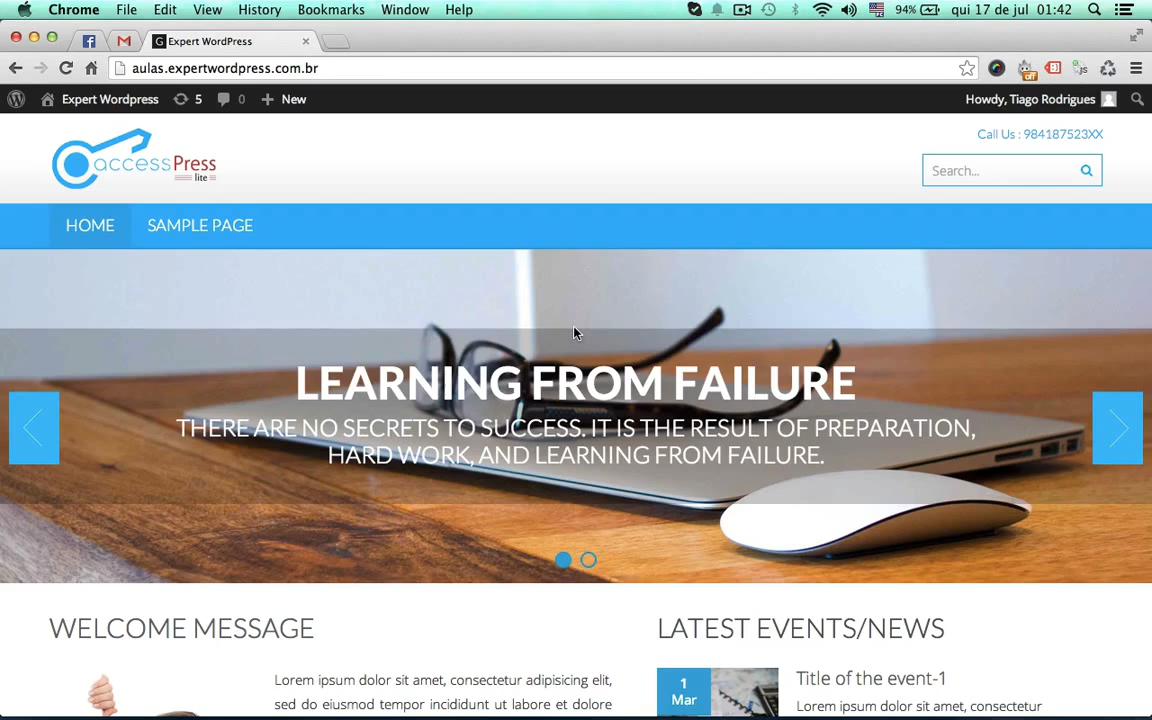 Chrome File Edit View History Bookmarks Window Help 94% qui 17 de jul 01:42
Expert WordPress
aulas.expertwordpress.com.br
off JS
Expert Wordpress 5 0 New Howdy, Tiago Rodrigues
Call Us : 984187523XX
accessPress
lite
Search...
HOME SAMPLE PAGE
LEARNING FROM FAILURE
THERE ARE NO SECRETS TO SUCCESS. IT IS THE RESULT OF PREPARATION,
HARD WORK, AND LEARNING FROM FAILURE.
WELCOME MESSAGE
LATEST EVENTS/NEWS
Lorem ipsum dolor sit amet, consectetur adipisicing elit,
sed do eiusmod tempor incididunt ut labore et dolore
1
Mar
Title of the event-1
Lorem ipsum dolor sit amet, consectetur